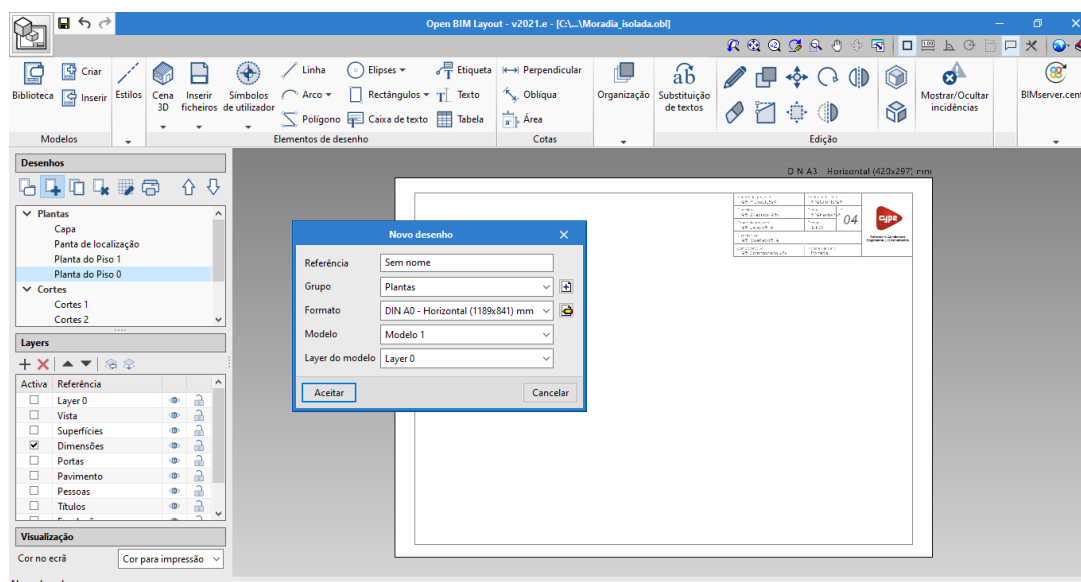 Open BIM Layout - v2021.e - [C:\...\Moradia_isolada.obl]
Biblioteca
Criar
Inserir
Modelos
Estilos
Cena 3D
Inserir ficheiros
Símbolos de utilizador
Linha
Arco
Polígono
Elipses
Rectângulos
Caixa de texto
Etiqueta
Texto
Tabela
Elementos de desenho
Perpendicular
Oblíqua
Área
Cotas
Organização
Substituição de textos
Edição
Mostrar/Ocultar incidências
BIMserver.cent
Desenhos
Plantas
Capa
Panta de localização
Planta do Piso 1
Planta do Piso 0
Cortes
Cortes 1
Cortes 2
Layers
Activa Referência
Layer 0
Vista
Superfícies
Dimensões
Portas
Pavimento
Pessoas
Títulos
Visualização
Cor no ecrã Cor para impressão
Novo desenho
Referência Sem nome
Grupo Plantas
Formato DIN A0 - Horizontal (1189x841) mm
Modelo Modelo 1
Layer do modelo Layer 0
Aceitar Cancelar
DIN A3 Horizontal (420x297) mm
04
cype